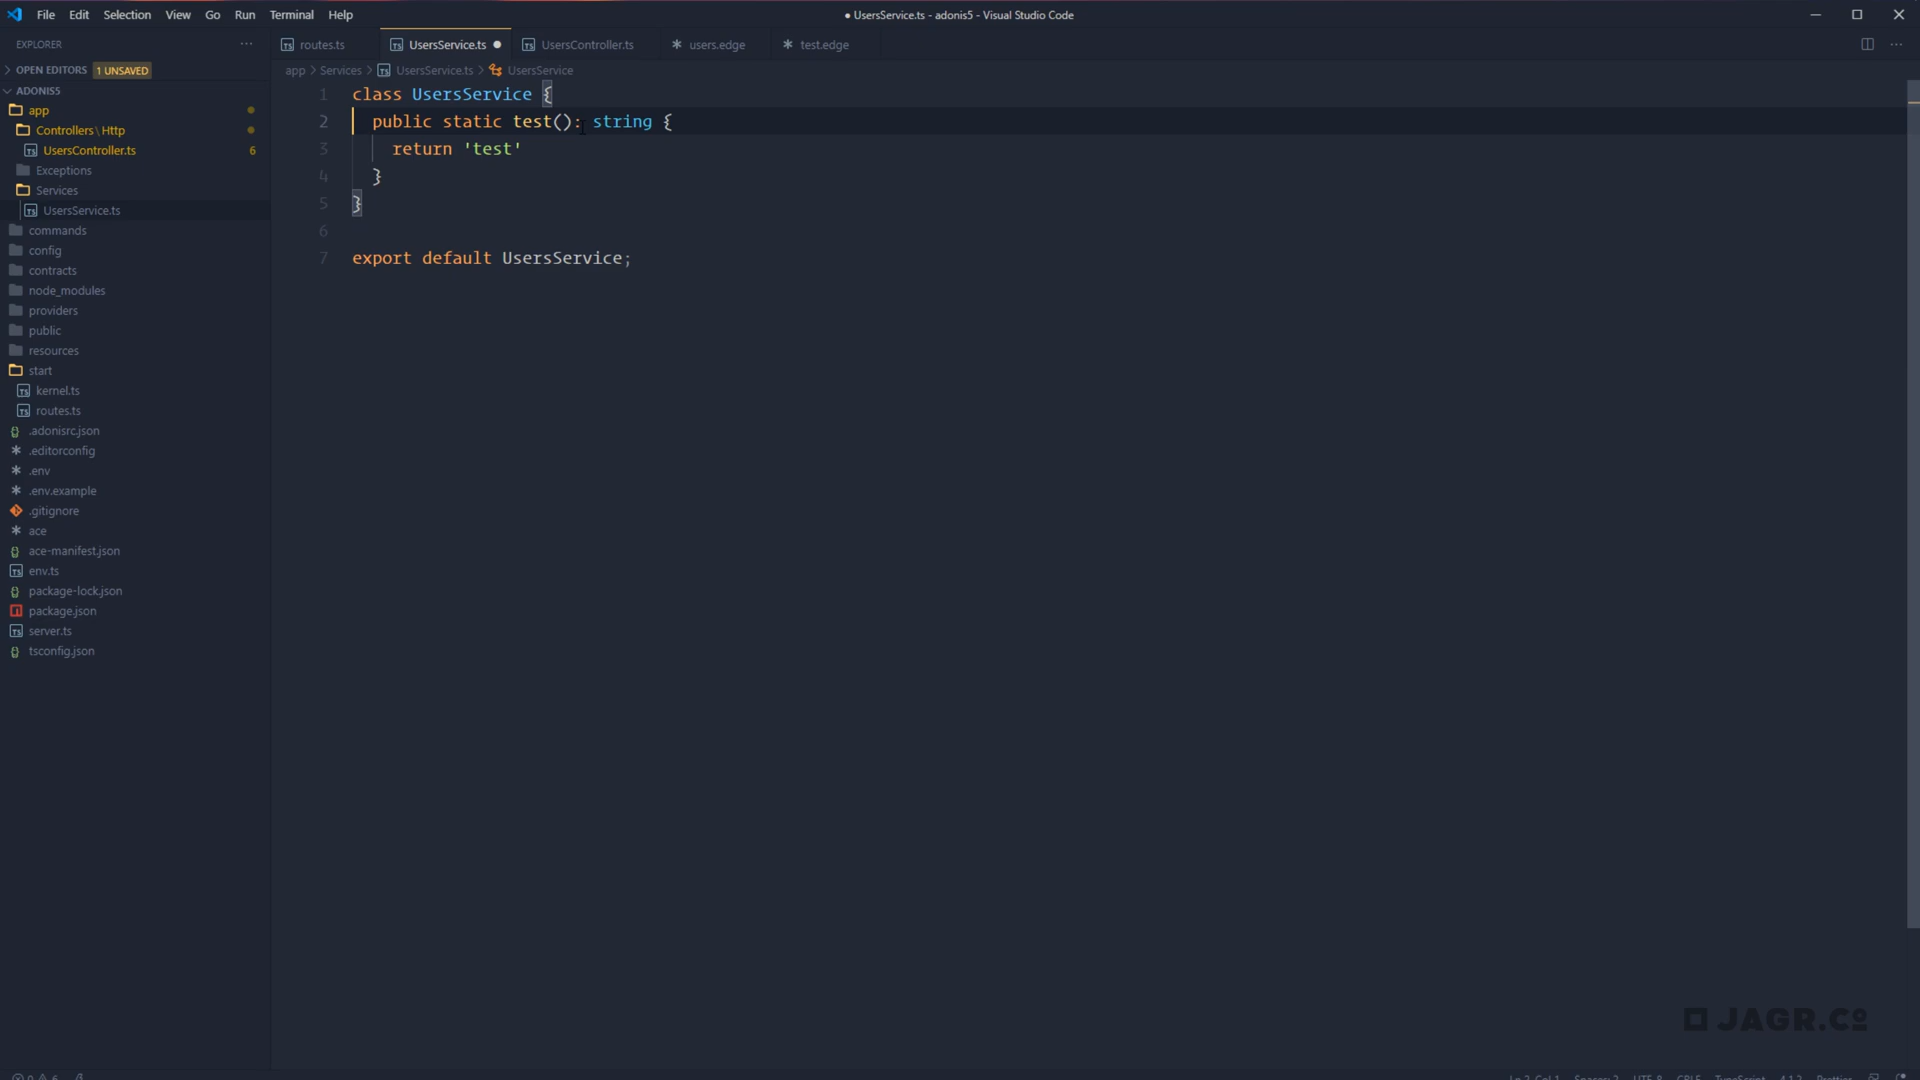 File Edit Selection View Go Run Terminal Help
● UsersService.ts - adonis5 - Visual Studio Code
EXPLORER
OPEN EDITORS 1 UNSAVED
ADONIS5
app
Controllers\Http
UsersController.ts 6
Exceptions
Services
UsersService.ts
commands
config
contracts
node_modules
providers
public
resources
start
kernel.ts
routes.ts
.adonisrc.json
.editorconfig
.env
.env.example
.gitignore
ace
ace-manifest.json
env.ts
package-lock.json
package.json
server.ts
tsconfig.json
routes.ts UsersService.ts ● UsersController.ts users.edge test.edge
app > Services > UsersService.ts > UsersService
1 class UsersService {
2 public static test(): string {
3 return 'test'
4 }
5 }
6
7 export default UsersService;
JAGR.Co